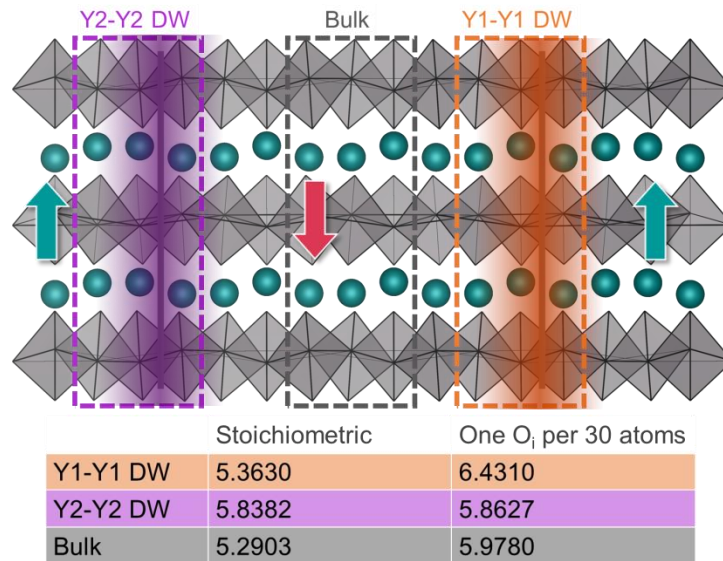 Y2-Y2 DW Bulk Y1-Y1 DW
Stoichiometric One Oᵢ per 30 atoms
Y1-Y1 DW 5.3630 6.4310
Y2-Y2 DW 5.8382 5.8627
Bulk 5.2903 5.9780